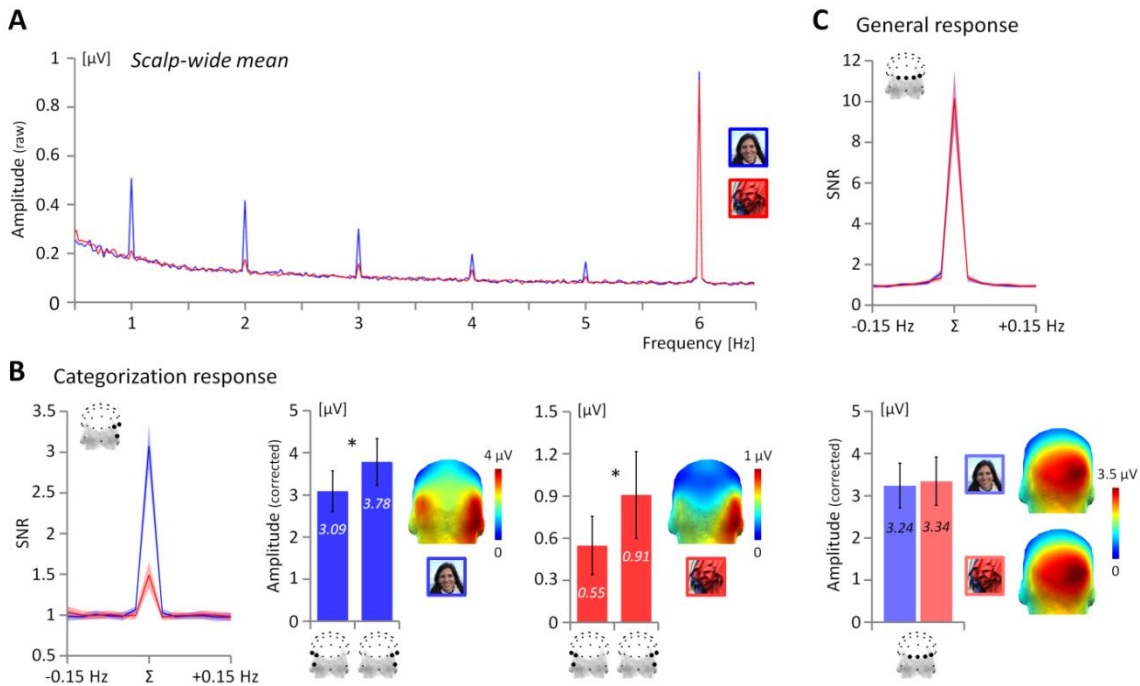 A
[µV] Scalp-wide mean
1
0.8
0.6
0.4
0.2
0
Amplitude (raw)
1 2 3 4 5 6
Frequency [Hz]
C General response
12
10
8
6
4
2
0
SNR
-0.15 Hz Σ +0.15 Hz
B Categorization response
3.5
3
2.5
2
1.5
1
0.5
SNR
-0.15 Hz Σ +0.15 Hz
[µV]
5
4
3
2
1
0
Amplitude (corrected)
*
3.09 3.78
4 µV
0
[µV]
1.5
1.2
0.9
0.6
0.3
0
Amplitude (corrected)
*
0.55 0.91
1 µV
0
[µV]
5
4
3
2
1
0
Amplitude (corrected)
3.24 3.34
3.5 µV
0